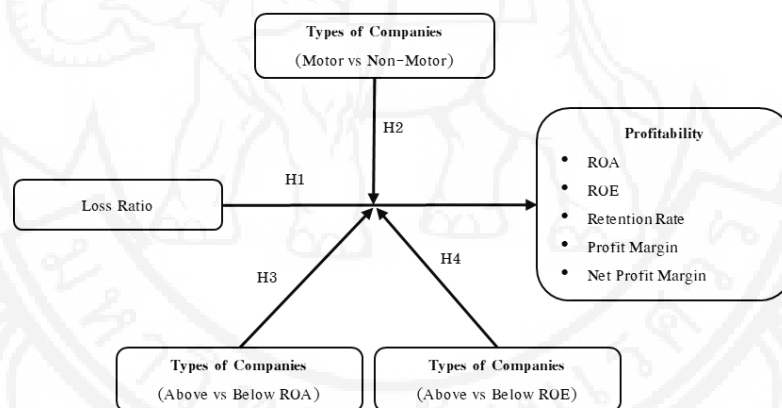 Types of Companies
(Motor vs Non-Motor)
H2
Profitability
• ROA
• ROE
• Retention Rate
• Profit Margin
• Net Profit Margin
H1
Loss Ratio
H3
H4
Types of Companies
(Above vs Below ROA)
Types of Companies
(Above vs Below ROE)